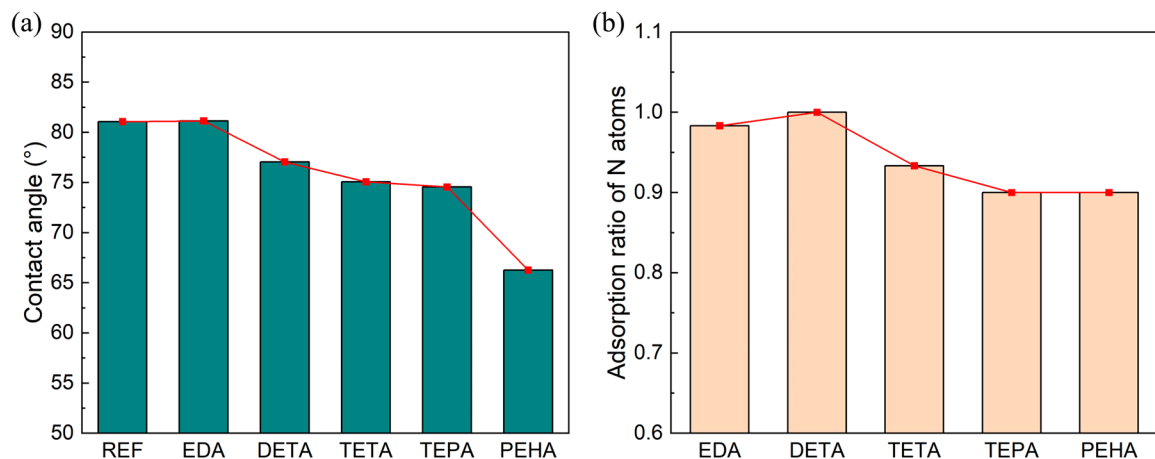 (a)
Contact angle (°)
90
85
80
75
70
65
60
55
50
REF EDA DETA TETA TEPA PEHA
(b)
Adsorption ratio of N atoms
1.1
1.0
0.9
0.8
0.7
0.6
EDA DETA TETA TEPA PEHA